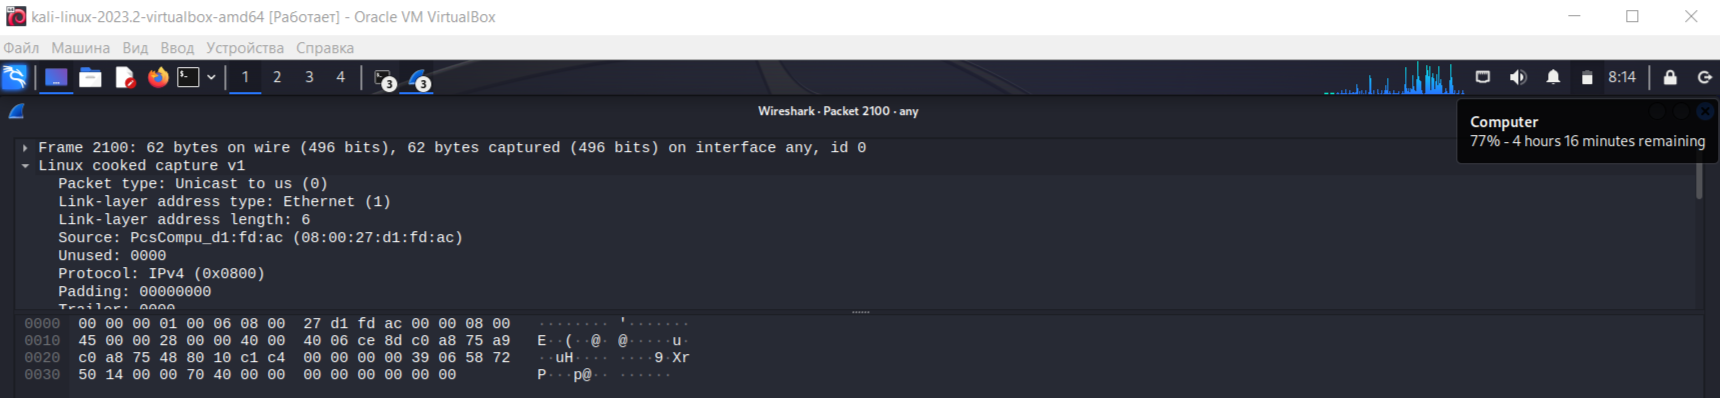 kali-linux-2023.2-virtualbox-amd64 [Работает] - Oracle VM VirtualBox
Файл Машина Вид Ввод Устройства Справка
1 2 3 4 3 3 8:14
Wireshark · Packet 2100 · any
Computer
77% - 4 hours 16 minutes remaining
Frame 2100: 62 bytes on wire (496 bits), 62 bytes captured (496 bits) on interface any, id 0
Linux cooked capture v1
Packet type: Unicast to us (0)
Link-layer address type: Ethernet (1)
Link-layer address length: 6
Source: PcsCompu_d1:fd:ac (08:00:27:d1:fd:ac)
Unused: 0000
Protocol: IPv4 (0x0800)
Padding: 00000000
Trailer: 0000
0000 00 00 00 01 00 06 08 00 27 d1 fd ac 00 00 08 00 ········ '·······
0010 45 00 00 28 00 00 40 00 40 06 ce 8d c0 a8 75 a9 E··(··@· @·····u·
0020 c0 a8 75 48 80 10 c1 c4 00 00 00 00 39 06 58 72 ··uH···· ····9·Xr
0030 50 14 00 00 70 40 00 00 00 00 00 00 00 00 P···p@·· ······